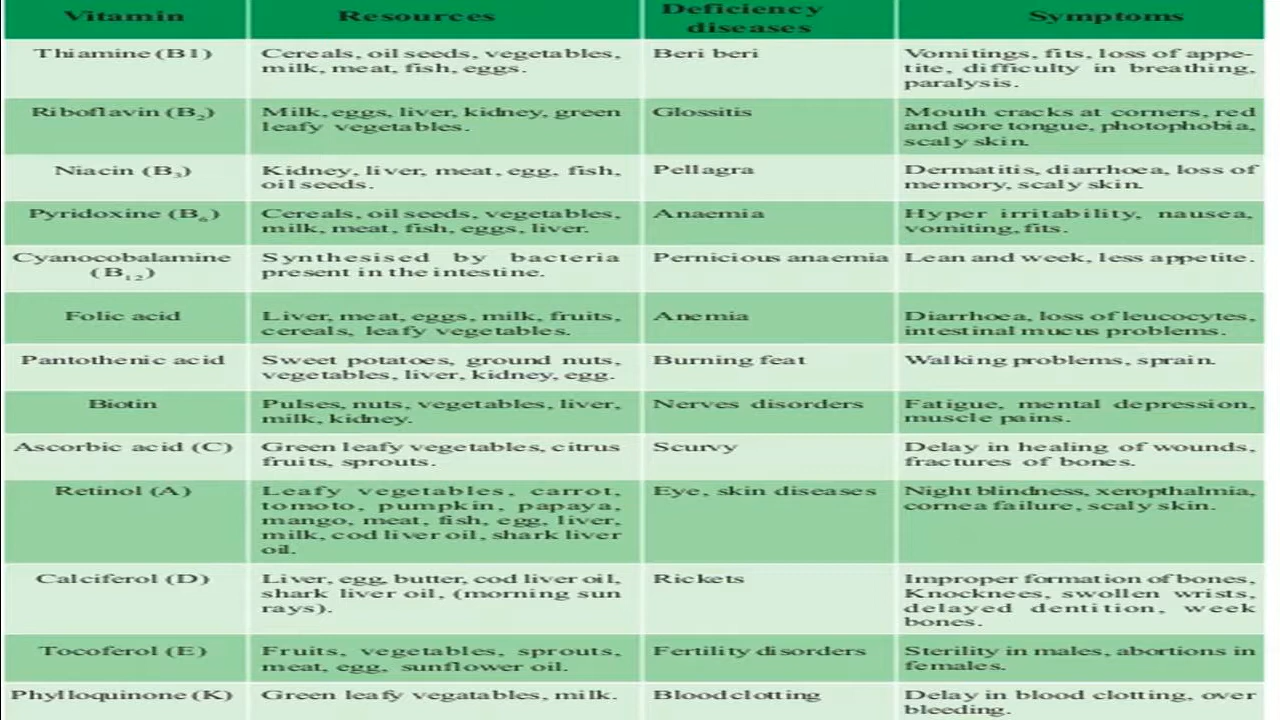 Vitamin Resources Deficiency diseases Symptoms
Thiamine (B1)
Cereals, oil seeds, vegetables,
milk, meat, fish, eggs.
Beri beri
Vomitings, fits, loss of appe-
tite, difficulty in breathing,
paralysis.
Riboflavin (B₂)
Milk, eggs, liver, kidney, green
leafy vegetables.
Glossitis
Mouth cracks at corners, red
and sore tongue, photophobia,
scaly skin.
Niacin (B₃)
Kidney, liver, meat, egg, fish,
oil seeds.
Pellagra
Dermatitis, diarrhoea, loss of
memory, scaly skin.
Pyridoxine (B₆)
Cereals, oil seeds, vegetables,
milk, meat, fish, eggs, liver.
Anaemia
Hyper irritability, nausea,
vomiting, fits.
Cyanocobalamine
(B₁₂)
Synthesised by bacteria
present in the intestine.
Pernicious anaemia
Lean and week, less appetite.
Folic acid
Liver, meat, eggs, milk, fruits,
cereals, leafy vegetables.
Anemia
Diarrhoea, loss of leucocytes,
intestinal mucus problems.
Pantothenic acid
Sweet potatoes, ground nuts,
vegetables, liver, kidney, egg.
Burning feat
Walking problems, sprain.
Biotin
Pulses, nuts, vegetables, liver,
milk, kidney.
Nerves disorders
Fatigue, mental depression,
muscle pains.
Ascorbic acid (C)
Green leafy vegetables, citrus
fruits, sprouts.
Scurvy
Delay in healing of wounds,
fractures of bones.
Retinol (A)
Leafy vegetables, carrot,
tomoto, pumpkin, papaya,
mango, meat, fish, egg, liver,
milk, cod liver oil, shark liver
oil.
Eye, skin diseases
Night blindness, xeropthalmia,
cornea failure, scaly skin.
Calciferol (D)
Liver, egg, butter, cod liver oil,
shark liver oil, (morning sun
rays).
Rickets
Improper formation of bones,
Knocknees, swollen wrists,
delayed dentition, week
bones.
Tocoferol (E)
Fruits, vegetables, sprouts,
meat, egg, sunflower oil.
Fertility disorders
Sterility in males, abortions in
females.
Phylloquinone (K)
Green leafy vegatables, milk.
Blood clotting
Delay in blood clotting, over
bleeding.